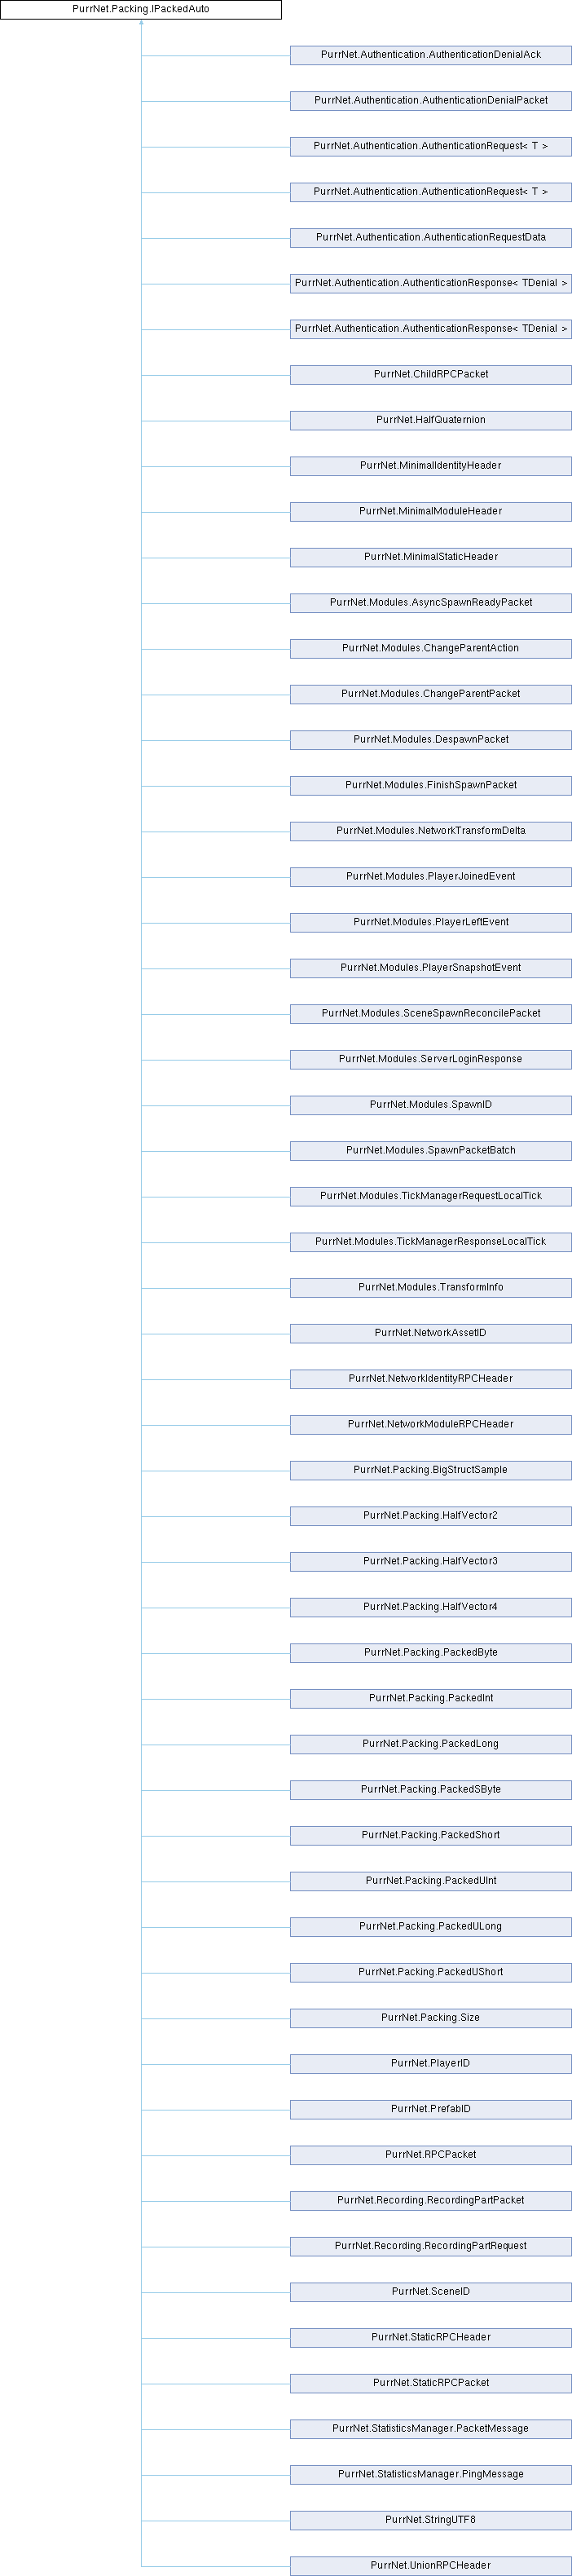 PurrNet.Packing.IPackedAuto
PurrNet.Authentication.AuthenticationDenialAck
PurrNet.Authentication.AuthenticationDenialPacket
PurrNet.Authentication.AuthenticationRequest< T >
PurrNet.Authentication.AuthenticationRequest< T >
PurrNet.Authentication.AuthenticationRequestData
PurrNet.Authentication.AuthenticationResponse< TDenial >
PurrNet.Authentication.AuthenticationResponse< TDenial >
PurrNet.ChildRPCPacket
PurrNet.HalfQuaternion
PurrNet.MinimalIdentityHeader
PurrNet.MinimalModuleHeader
PurrNet.MinimalStaticHeader
PurrNet.Modules.AsyncSpawnReadyPacket
PurrNet.Modules.ChangeParentAction
PurrNet.Modules.ChangeParentPacket
PurrNet.Modules.DespawnPacket
PurrNet.Modules.FinishSpawnPacket
PurrNet.Modules.NetworkTransformDelta
PurrNet.Modules.PlayerJoinedEvent
PurrNet.Modules.PlayerLeftEvent
PurrNet.Modules.PlayerSnapshotEvent
PurrNet.Modules.SceneSpawnReconcilePacket
PurrNet.Modules.ServerLoginResponse
PurrNet.Modules.SpawnID
PurrNet.Modules.SpawnPacketBatch
PurrNet.Modules.TickManagerRequestLocalTick
PurrNet.Modules.TickManagerResponseLocalTick
PurrNet.Modules.TransformInfo
PurrNet.NetworkAssetID
PurrNet.NetworkIdentityRPCHeader
PurrNet.NetworkModuleRPCHeader
PurrNet.Packing.BigStructSample
PurrNet.Packing.HalfVector2
PurrNet.Packing.HalfVector3
PurrNet.Packing.HalfVector4
PurrNet.Packing.PackedByte
PurrNet.Packing.PackedInt
PurrNet.Packing.PackedLong
PurrNet.Packing.PackedSByte
PurrNet.Packing.PackedShort
PurrNet.Packing.PackedUInt
PurrNet.Packing.PackedULong
PurrNet.Packing.PackedUShort
PurrNet.Packing.Size
PurrNet.PlayerID
PurrNet.PrefabID
PurrNet.RPCPacket
PurrNet.Recording.RecordingPartPacket
PurrNet.Recording.RecordingPartRequest
PurrNet.SceneID
PurrNet.StaticRPCHeader
PurrNet.StaticRPCPacket
PurrNet.StatisticsManager.PacketMessage
PurrNet.StatisticsManager.PingMessage
PurrNet.StringUTF8
PurrNet.UnionRPCHeader